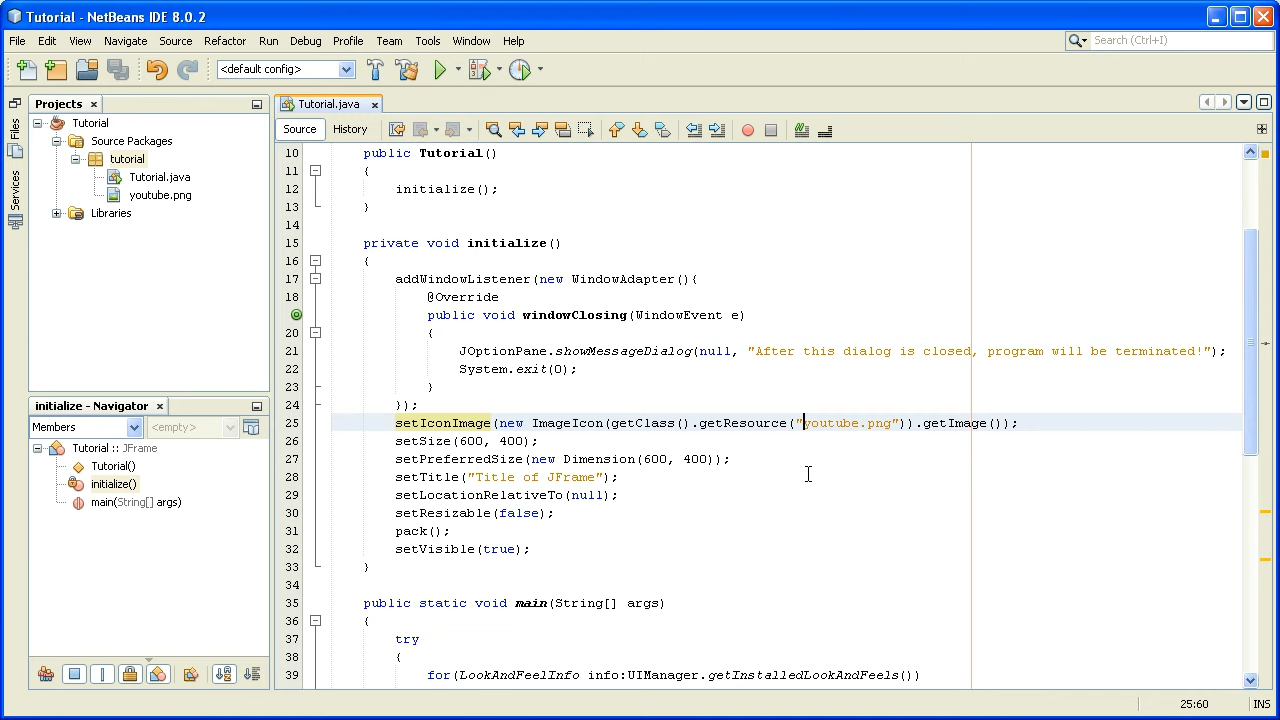 Tutorial - NetBeans IDE 8.0.2
File Edit View Navigate Source Refactor Run Debug Profile Team Tools Window Help
Search (Ctrl+I)
<default config>
Projects
Tutorial.java
Files
Services
Source History
Tutorial
Source Packages
tutorial
Tutorial.java
youtube.png
Libraries
initialize - Navigator
Members <empty>
Tutorial :: JFrame
Tutorial()
initialize()
main(String[] args)
10 public Tutorial()
11 {
12 initialize();
13 }
14
15 private void initialize()
16 {
17 addWindowListener(new WindowAdapter(){
18 @Override
public void windowClosing(WindowEvent e)
20 {
21 JOptionPane.showMessageDialog(null, "After this dialog is closed, program will be terminated!");
22 System.exit(0);
23 }
24 });
25 setIconImage(new ImageIcon(getClass().getResource("youtube.png")).getImage());
26 setSize(600, 400);
27 setPreferredSize(new Dimension(600, 400));
28 setTitle("Title of JFrame");
29 setLocationRelativeTo(null);
30 setResizable(false);
31 pack();
32 setVisible(true);
33 }
34
35 public static void main(String[] args)
36 {
37 try
38 {
39 for(LookAndFeelInfo info:UIManager.getInstalledLookAndFeels())
25:60 INS